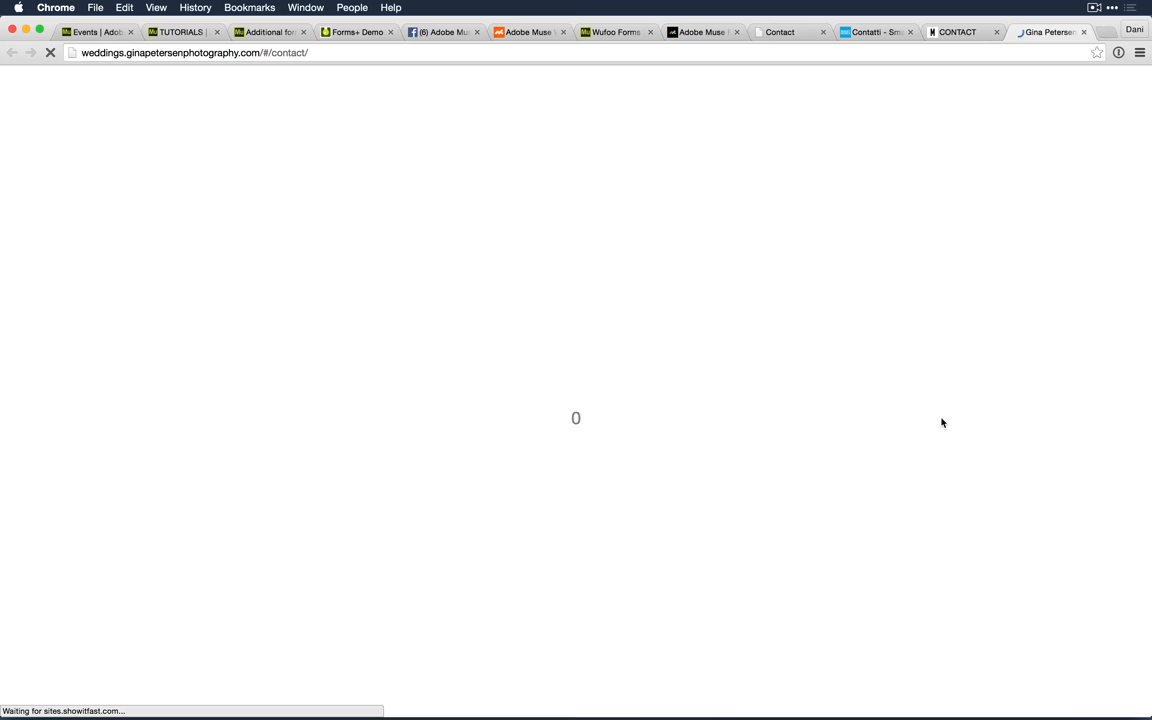 Chrome File Edit View History Bookmarks Window People Help
Events | Adob TUTORIALS | Additional for Forms+ Demo (6) Adobe Mus Adobe Muse Wufoo Forms Adobe Muse Contact Contatti - Sma CONTACT Gina Petersen Dani
weddings.ginapetersenphotography.com/#/contact/
0
Waiting for sites.showitfast.com...